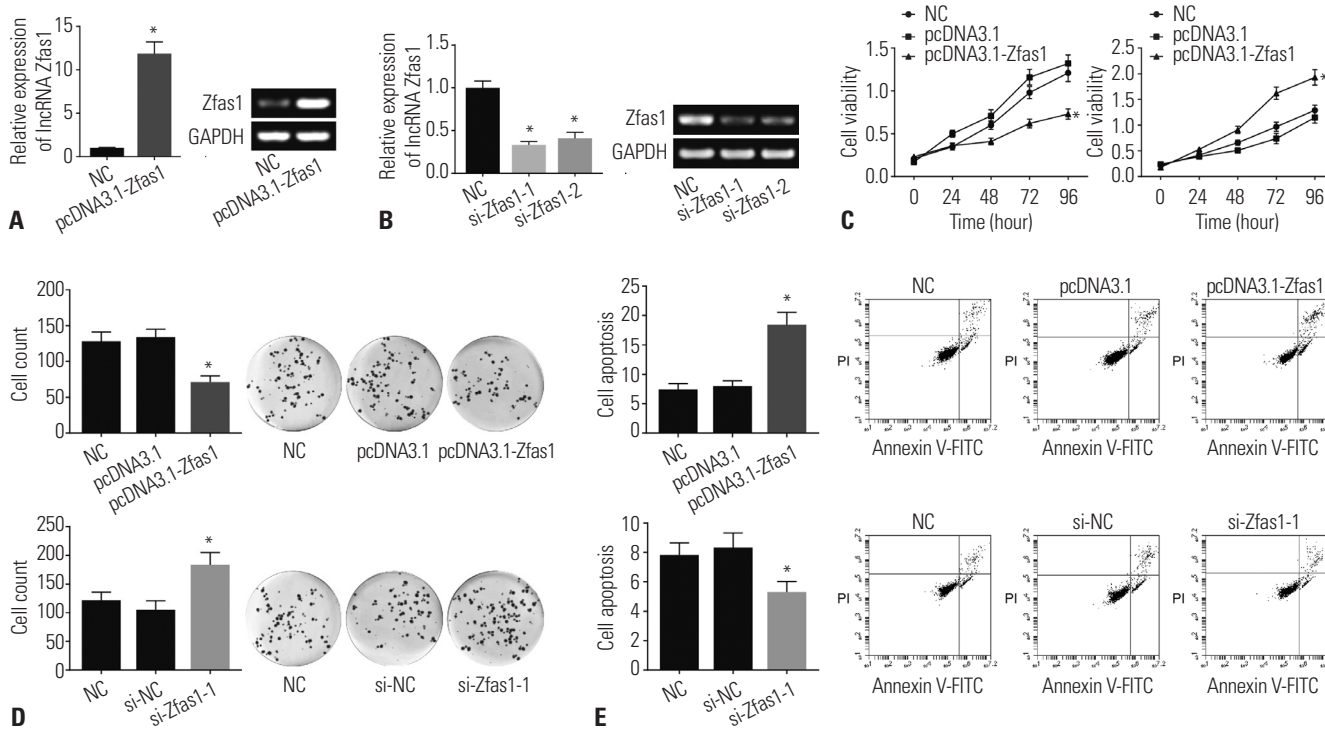 Relative expression
of lncRNA Zfas1
15
10
5
0
*
NC
pcDNA3.1-Zfas1
Zfas1
GAPDH
NC
pcDNA3.1-Zfas1
A
Relative expression
of lncRNA Zfas1
1.5
1.0
0.5
0.0
*
*
NC
si-Zfas1-1
si-Zfas1-2
Zfas1
GAPDH
NC
si-Zfas1-1
si-Zfas1-2
B
NC
pcDNA3.1
pcDNA3.1-Zfas1
Cell viability
1.5
1.0
0.5
0.0
*
0 24 48 72 96
Time (hour)
NC
pcDNA3.1
pcDNA3.1-Zfas1
Cell viability
2.5
2.0
1.5
1.0
0.5
0.0
*
0 24 48 72 96
Time (hour)
C
Cell count
200
150
100
50
0
*
NC
pcDNA3.1
pcDNA3.1-Zfas1
NC pcDNA3.1 pcDNA3.1-Zfas1
Cell count
250
200
150
100
50
0
*
NC
si-NC
si-Zfas1-1
NC si-NC si-Zfas1-1
D
Cell apoptosis
25
20
15
10
5
0
*
NC
pcDNA3.1
pcDNA3.1-Zfas1
NC pcDNA3.1 pcDNA3.1-Zfas1
PI PI PI
Annexin V-FITC Annexin V-FITC Annexin V-FITC
Cell apoptosis
10
8
6
4
2
0
*
NC
si-NC
si-Zfas1-1
NC si-NC si-Zfas1-1
PI PI PI
Annexin V-FITC Annexin V-FITC Annexin V-FITC
E